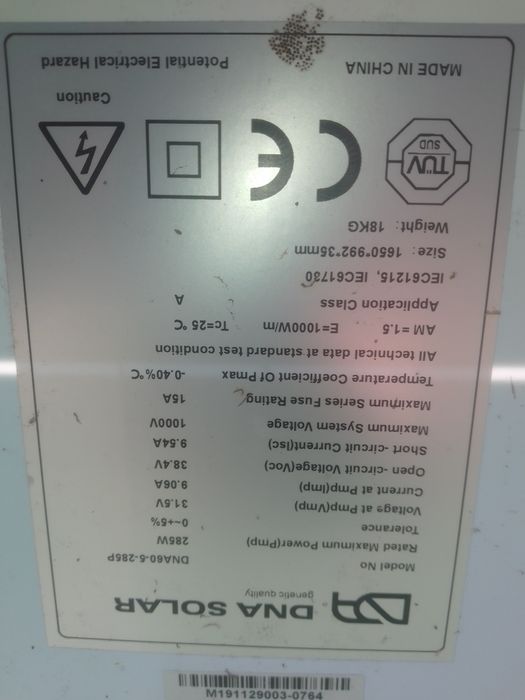 DNA SOLAR
genetic quality
Model No DNA60-5-285P
Rated Maximum Power(Pmp) 285W
Tolerance 0~+5%
Voltage at Pmp(Vmp) 31.5V
Current at Pmp(Imp) 9.06A
Open -circuit Voltage(Voc) 38.4V
Short -circuit Current(Isc) 9.64A
Maximum System Voltage 1000V
Maximum Series Fuse Rating 15A
Temperature Coefficient Of Pmax -0.40%°C
All technical data at standard test condition
AM =1.5 E=1000W/m Tc=25 °C
Application Class A
IEC61215, IEC61730
Size: 1650*992*35mm
Weight: 18KG
TÜV
SUD
CE
Caution
MADE IN CHINA
Potential Electrical Hazard
M191129003-0764